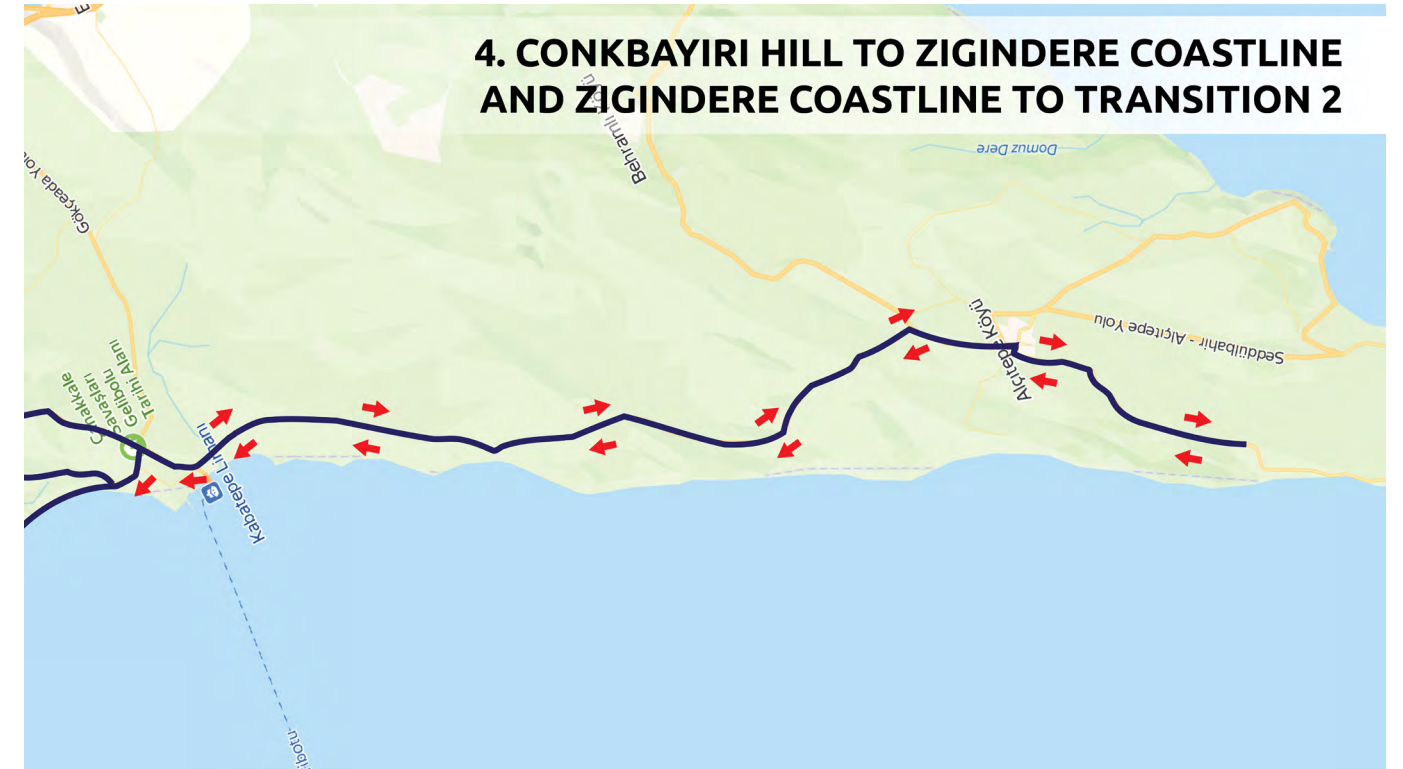 4. CONKBAYIRI HILL TO ZIGINDERE COASTLINE
AND ZIGINDERE COASTLINE TO TRANSITION 2
Behramlı Köyü
Domuz Dere
Gökçeada Yolu
Alçıtepe Köyü
Seddülbahir - Alçıtepe Yolu
Çanakkale
Savaşları
Gelibolu
Tarihi Alanı
Kabatepe Limanı